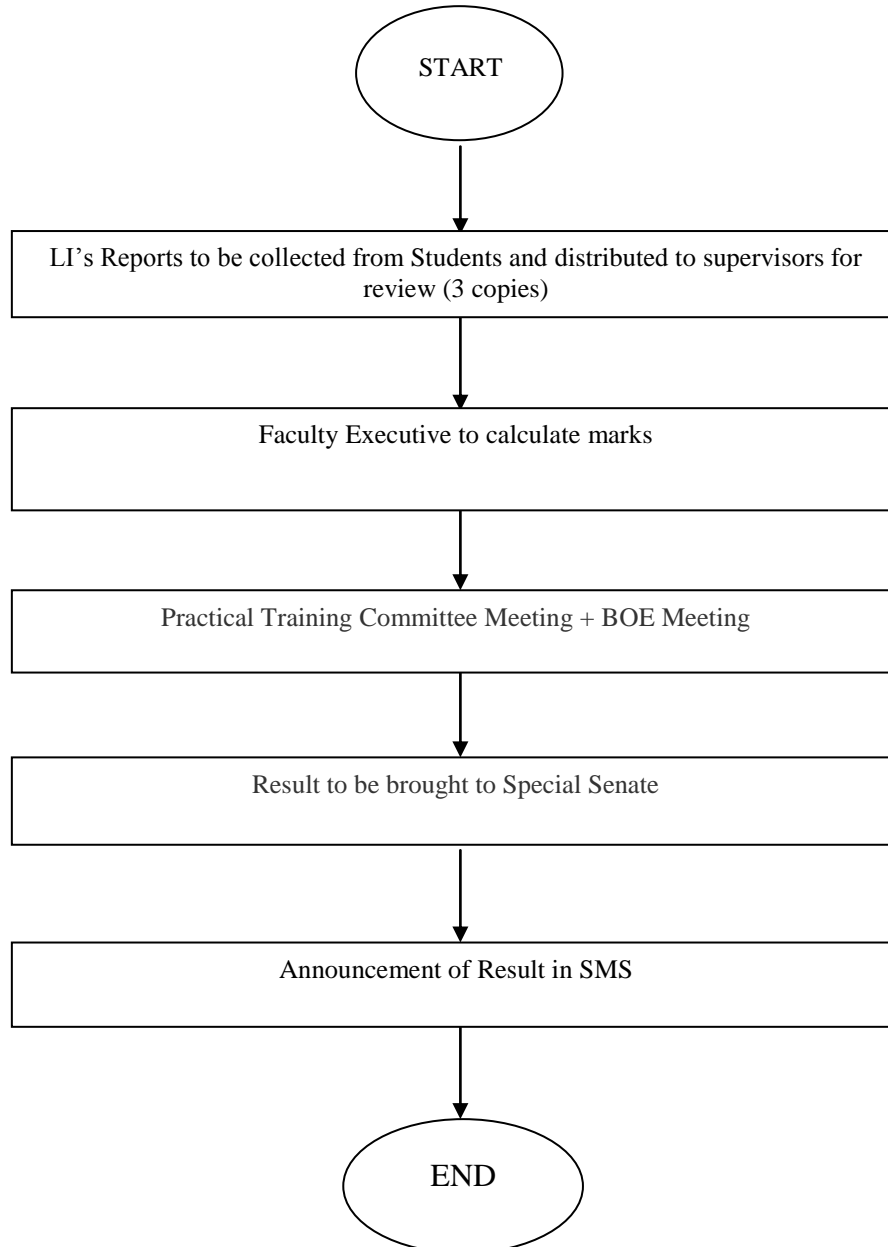 START
LI’s Reports to be collected from Students and distributed to supervisors for
review (3 copies)
Faculty Executive to calculate marks
Practical Training Committee Meeting + BOE Meeting
Result to be brought to Special Senate
Announcement of Result in SMS
END